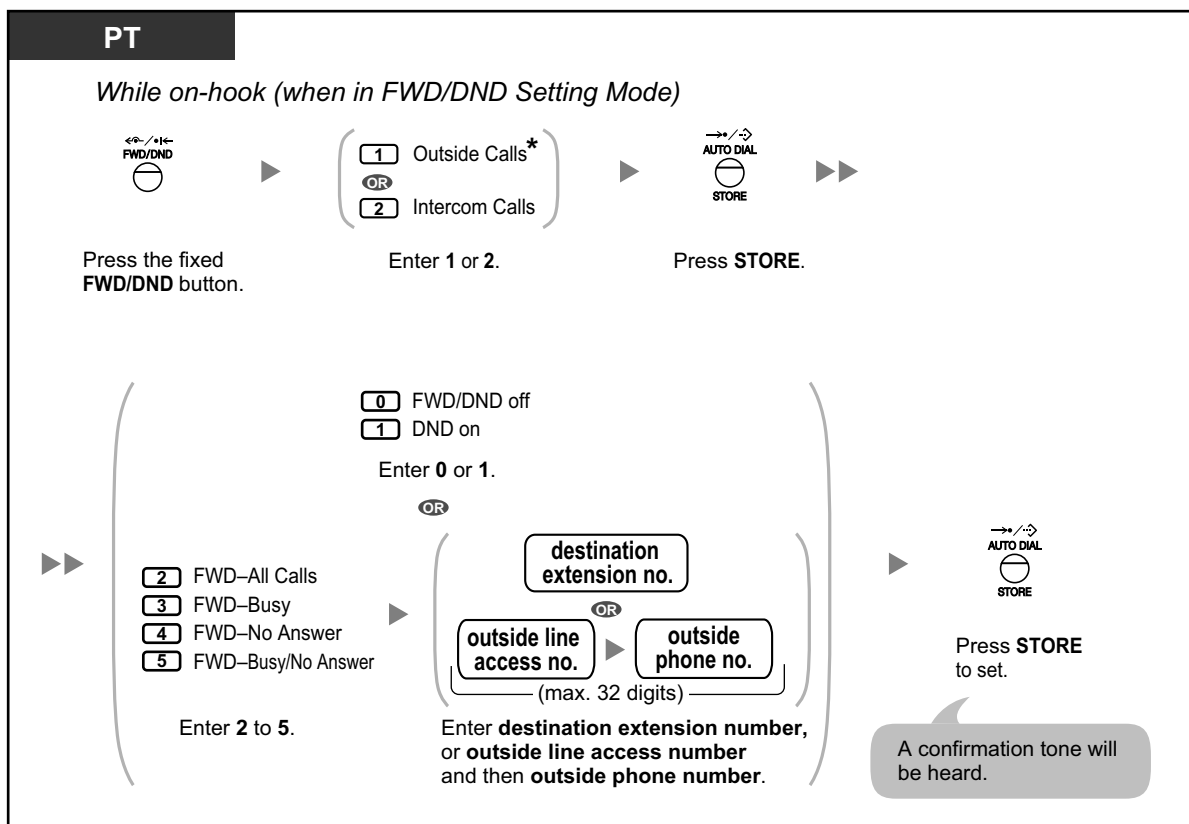 PT
While on-hook (when in FWD/DND Setting Mode)
FWD/DND
Press the fixed
FWD/DND button.
1 Outside Calls*
OR
2 Intercom Calls
Enter 1 or 2.
AUTO DIAL
STORE
Press STORE.
0 FWD/DND off
1 DND on
Enter 0 or 1.
OR
2 FWD–All Calls
3 FWD–Busy
4 FWD–No Answer
5 FWD–Busy/No Answer
Enter 2 to 5.
destination
extension no.
OR
outside line
access no.
outside
phone no.
(max. 32 digits)
Enter destination extension number,
or outside line access number
and then outside phone number.
AUTO DIAL
STORE
Press STORE
to set.
A confirmation tone will
be heard.